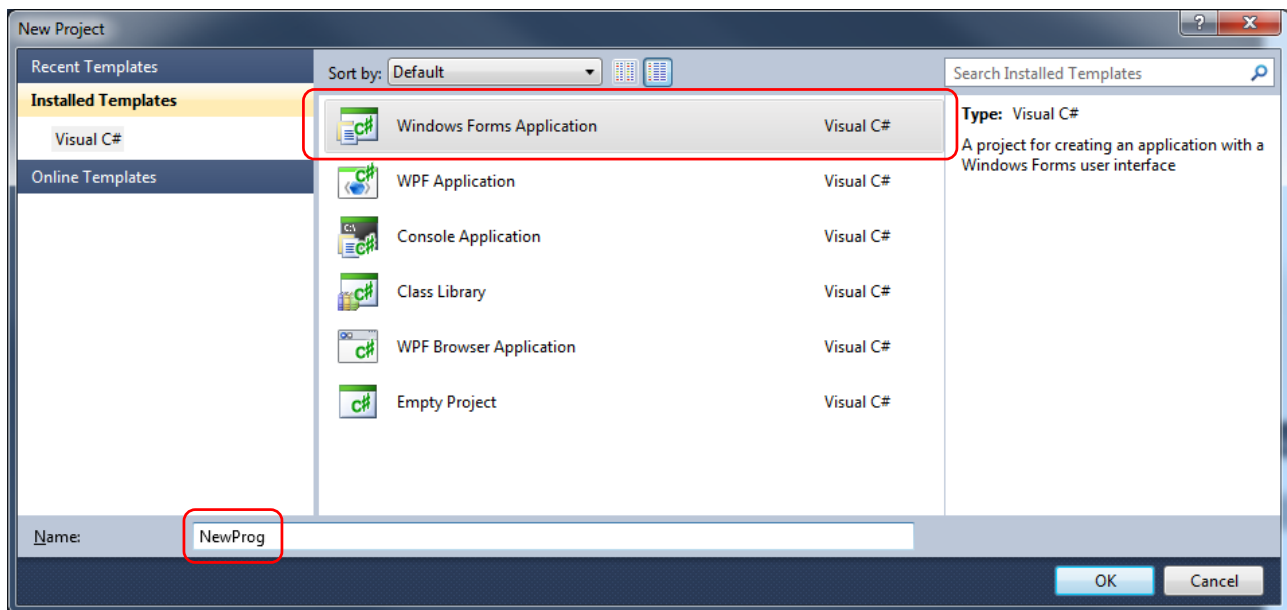 New Project
Recent Templates
Installed Templates
Visual C#
Online Templates
Sort by: Default
Search Installed Templates
Windows Forms Application Visual C#
WPF Application Visual C#
Console Application Visual C#
Class Library Visual C#
WPF Browser Application Visual C#
Empty Project Visual C#
Type: Visual C#
A project for creating an application with a
Windows Forms user interface
Name: NewProg
OK Cancel